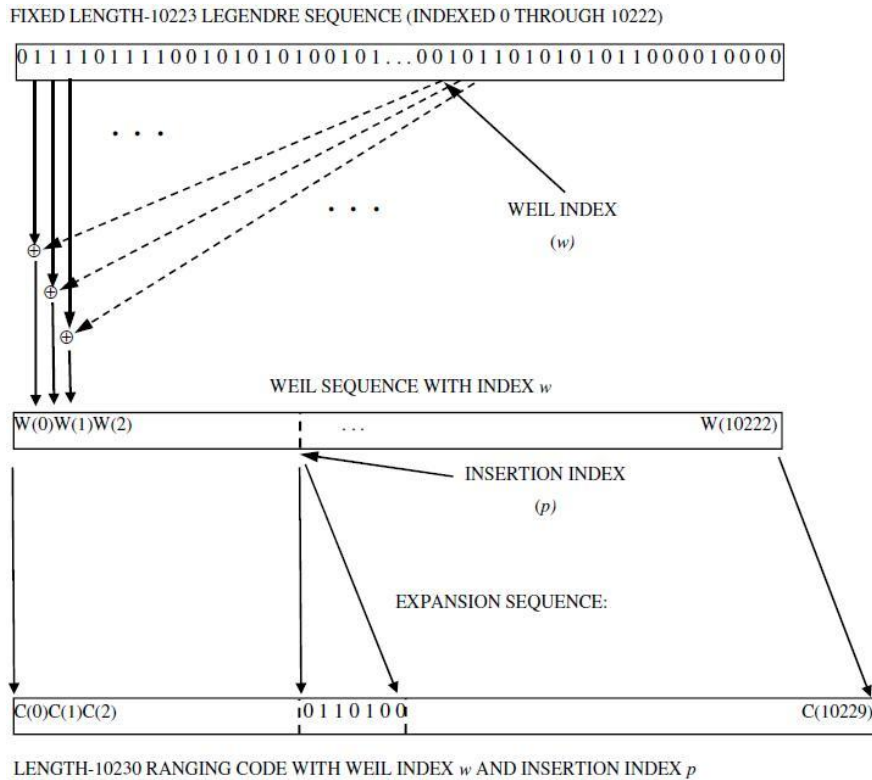 FIXED LENGTH-10223 LEGENDRE SEQUENCE (INDEXED 0 THROUGH 10222)
0 1 1 1 1 0 1 1 1 1 0 0 1 0 1 0 1 0 1 0 0 1 0 1 . . . 0 0 1 0 1 1 0 1 0 1 0 1 0 1 1 0 0 0 0 1 0 0 0 0
. . .
. . .
WEIL INDEX
(w)
⊕
⊕
⊕
WEIL SEQUENCE WITH INDEX w
W(0)W(1)W(2) . . . W(10222)
INSERTION INDEX
(p)
EXPANSION SEQUENCE:
C(0)C(1)C(2) 0 1 1 0 1 0 0 C(10229)
LENGTH-10230 RANGING CODE WITH WEIL INDEX w AND INSERTION INDEX p